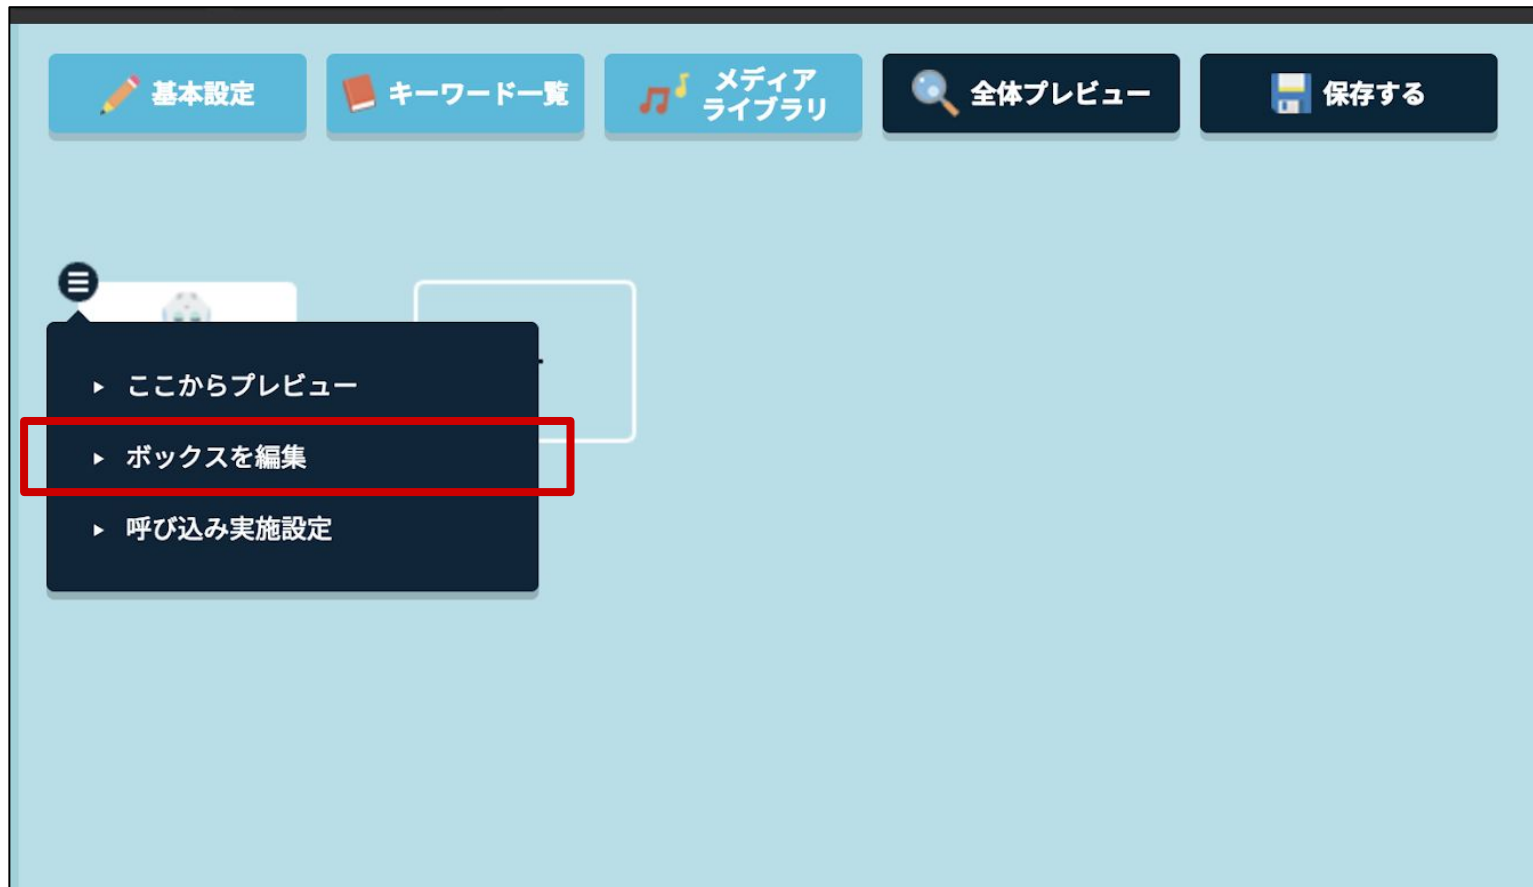 基本設定
キーワード一覧
メディア
ライブラリ
全体プレビュー
保存する
ここからプレビュー
ボックスを編集
呼び込み実施設定